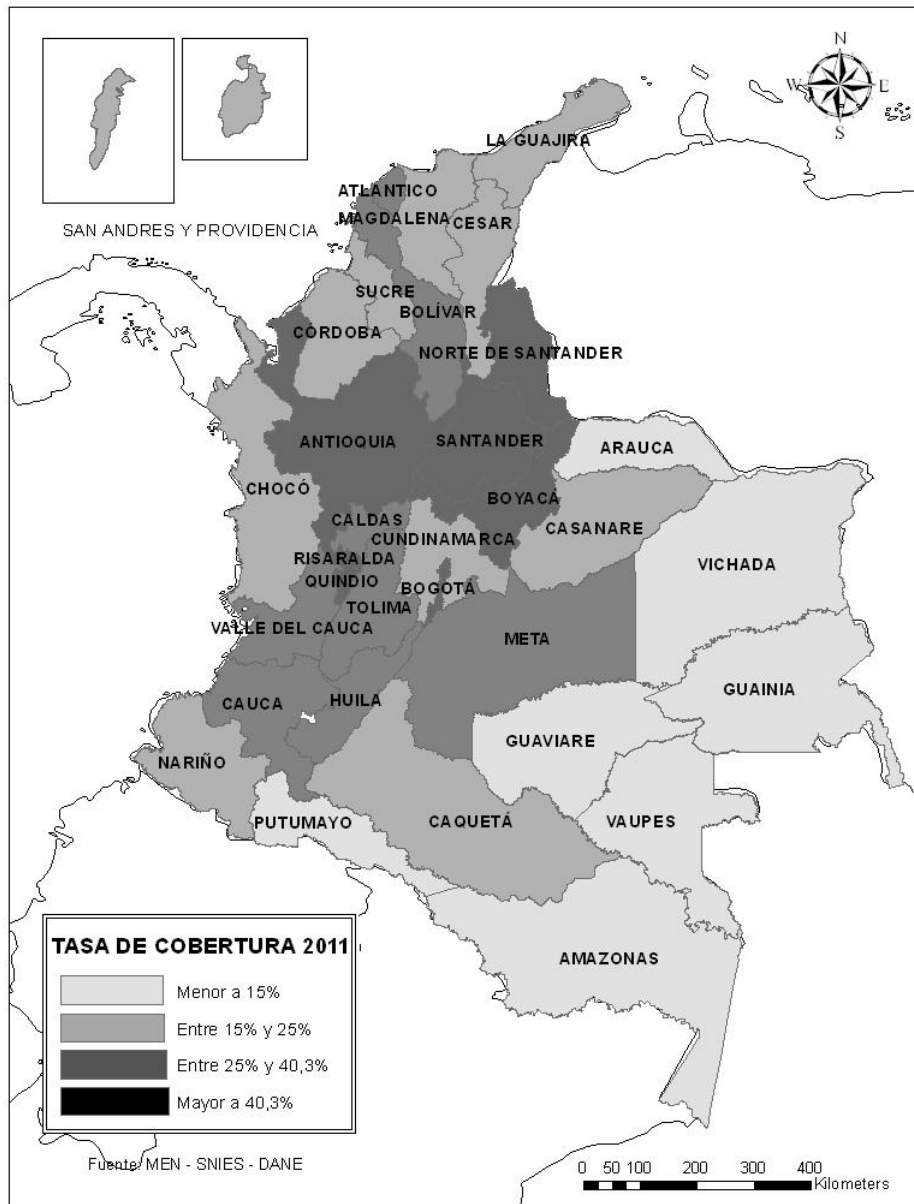 N
W E
S
LA GUAJIRA
ATLANTICO
MAGDALENA
CESAR
SAN ANDRES Y PROVIDENCIA
SUCRE
BOLÍVAR
CÓRDOBA
NORTE DE SANTANDER
ANTIOQUIA
SANTANDER
ARAUCA
CHOCÓ
BOYACÁ
CALDAS
CASANARE
CUNDINAMARCA
RISARALDA
VICHADA
QUINDIO
BOGOTÁ
TOLIMA
VALLE DEL CAUCA
META
GUAINIA
CAUCA
HUILA
GUAVIARE
NARIÑO
PUTUMAYO
CAQUETÁ
VAUPES
TASA DE COBERTURA 2011
AMAZONAS
Menor a 15%
Entre 15% y 25%
Entre 25% y 40,3%
Mayor a 40,3%
Fuente: MEN - SNIES - DANE
0 50 100 200 300 400
Kilometers